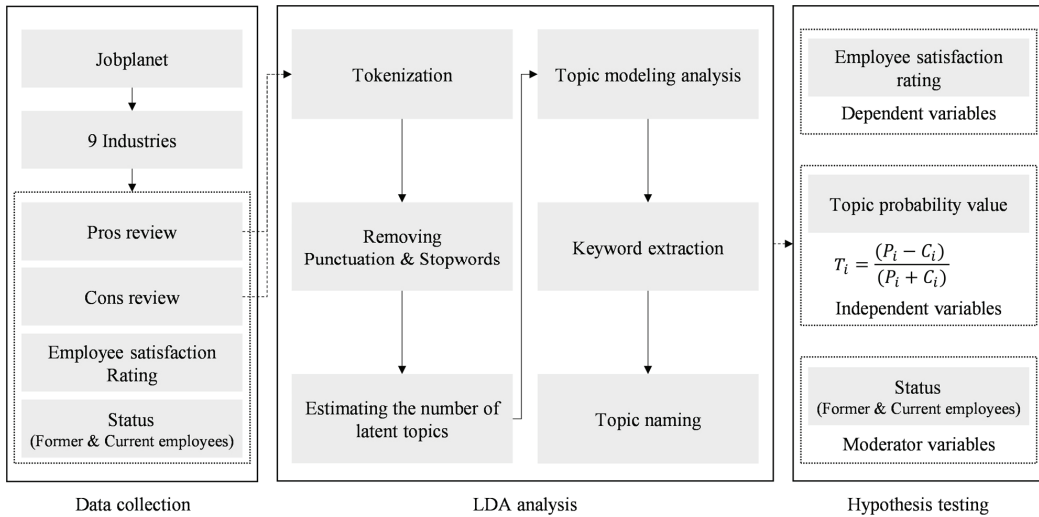 Jobplanet
9 Industries
Pros review
Cons review
Employee satisfaction
Rating
Status
(Former & Current employees)
Data collection
Tokenization
Removing
Punctuation & Stopwords
Estimating the number of
latent topics
Topic modeling analysis
Keyword extraction
Topic naming
LDA analysis
Employee satisfaction
rating
Dependent variables
Topic probability value
T_i = (P_i − C_i) / (P_i + C_i)
Independent variables
Status
(Former & Current employees)
Moderator variables
Hypothesis testing